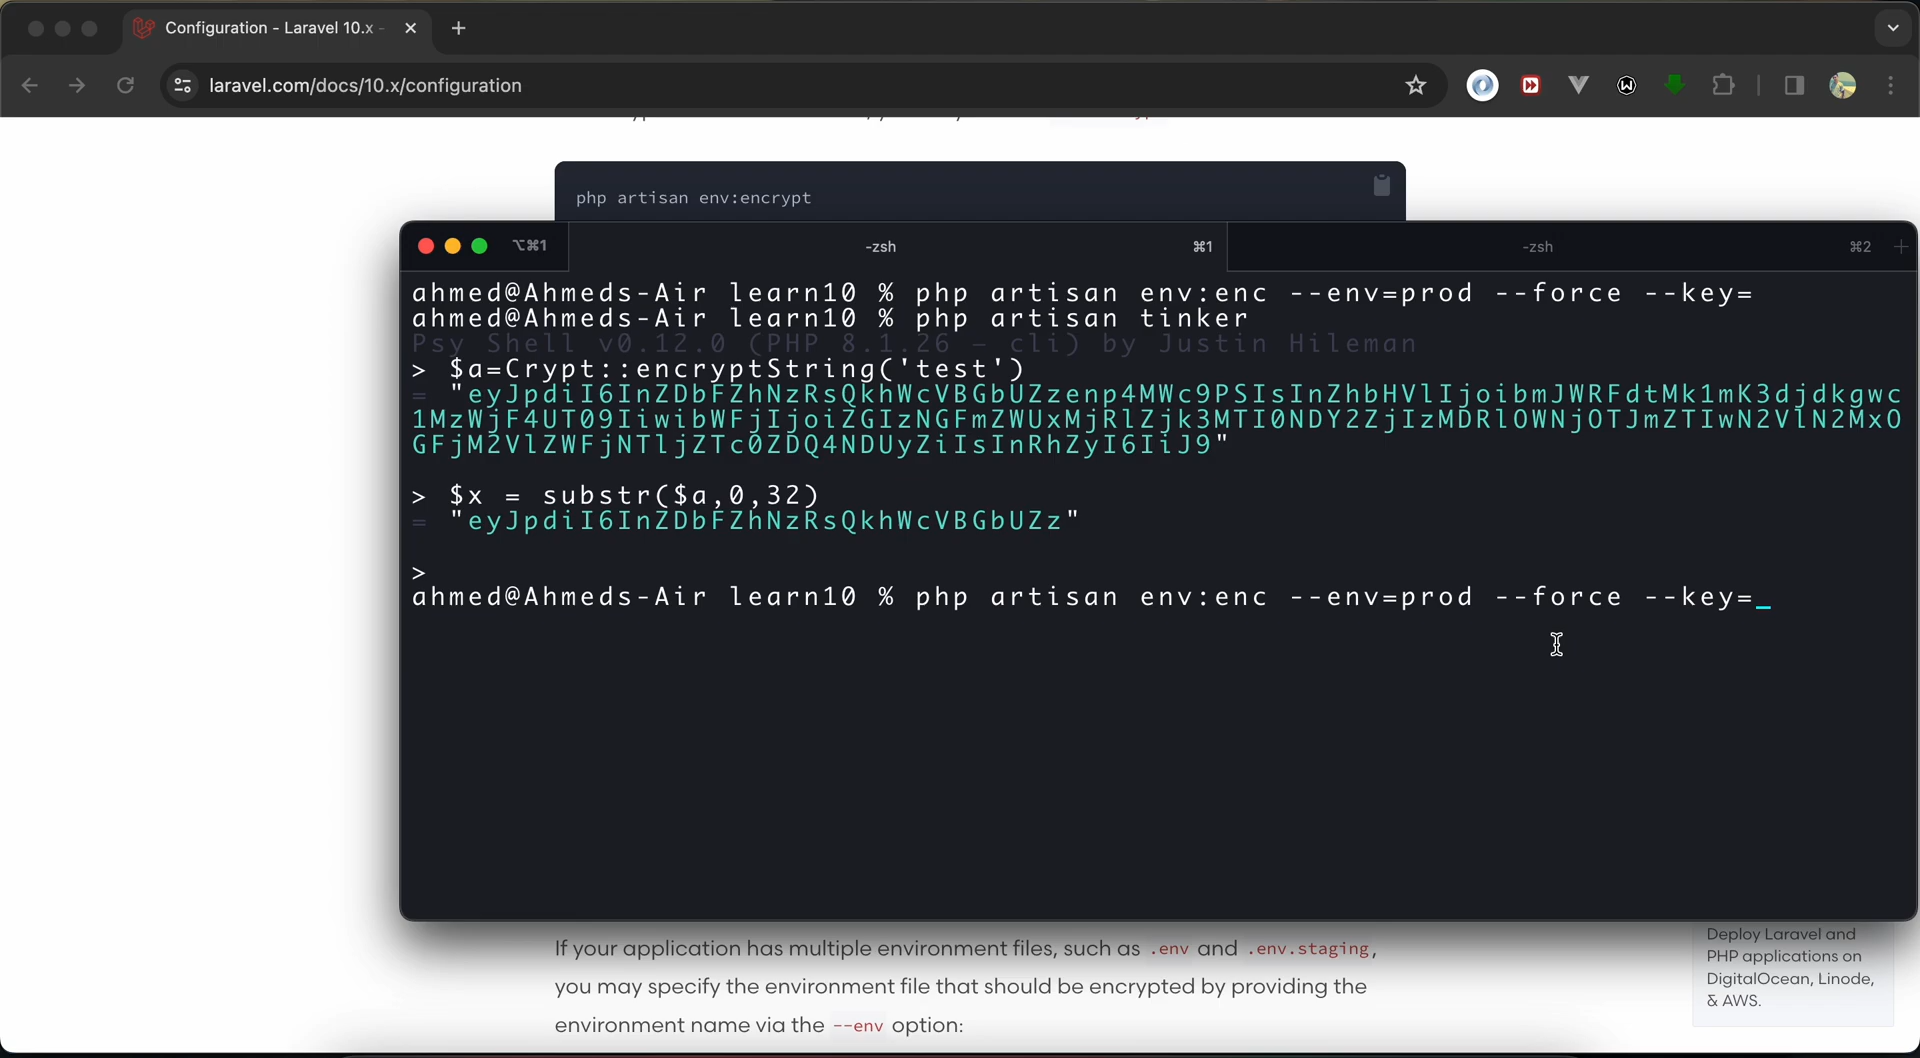 Configuration - Laravel 10.x -
laravel.com/docs/10.x/configuration
php artisan env:encrypt
⌥⌘1
-zsh
⌘1
-zsh
⌘2
ahmed@Ahmeds-Air learn10 % php artisan env:enc --env=prod --force --key=
ahmed@Ahmeds-Air learn10 % php artisan tinker
Psy Shell v0.12.0 (PHP 8.1.26 — cli) by Justin Hileman
> $a=Crypt::encryptString('test')
= "eyJpdiI6InZDbFZhNzRsQkhWcVBGbUZzenp4MWc9PSIsInZhbHVlIjoibmJWRFdtMk1mK3djdkgwc
1MzWjF4UT09IiwibWFjIjoiZGIzNGFmZWUxMjRlZjk3MTI0NDY2ZjIzMDRlOWNjOTJmZTIwN2VlN2MxO
GFjM2VlZWFjNTljZTc0ZDQ4NDUyZiIsInRhZyI6IiJ9"
> $x = substr($a,0,32)
= "eyJpdiI6InZDbFZhNzRsQkhWcVBGbUZz"
>
ahmed@Ahmeds-Air learn10 % php artisan env:enc --env=prod --force --key=_
If your application has multiple environment files, such as .env and .env.staging,
you may specify the environment file that should be encrypted by providing the
environment name via the --env option:
Deploy Laravel and
PHP applications on
DigitalOcean, Linode,
& AWS.